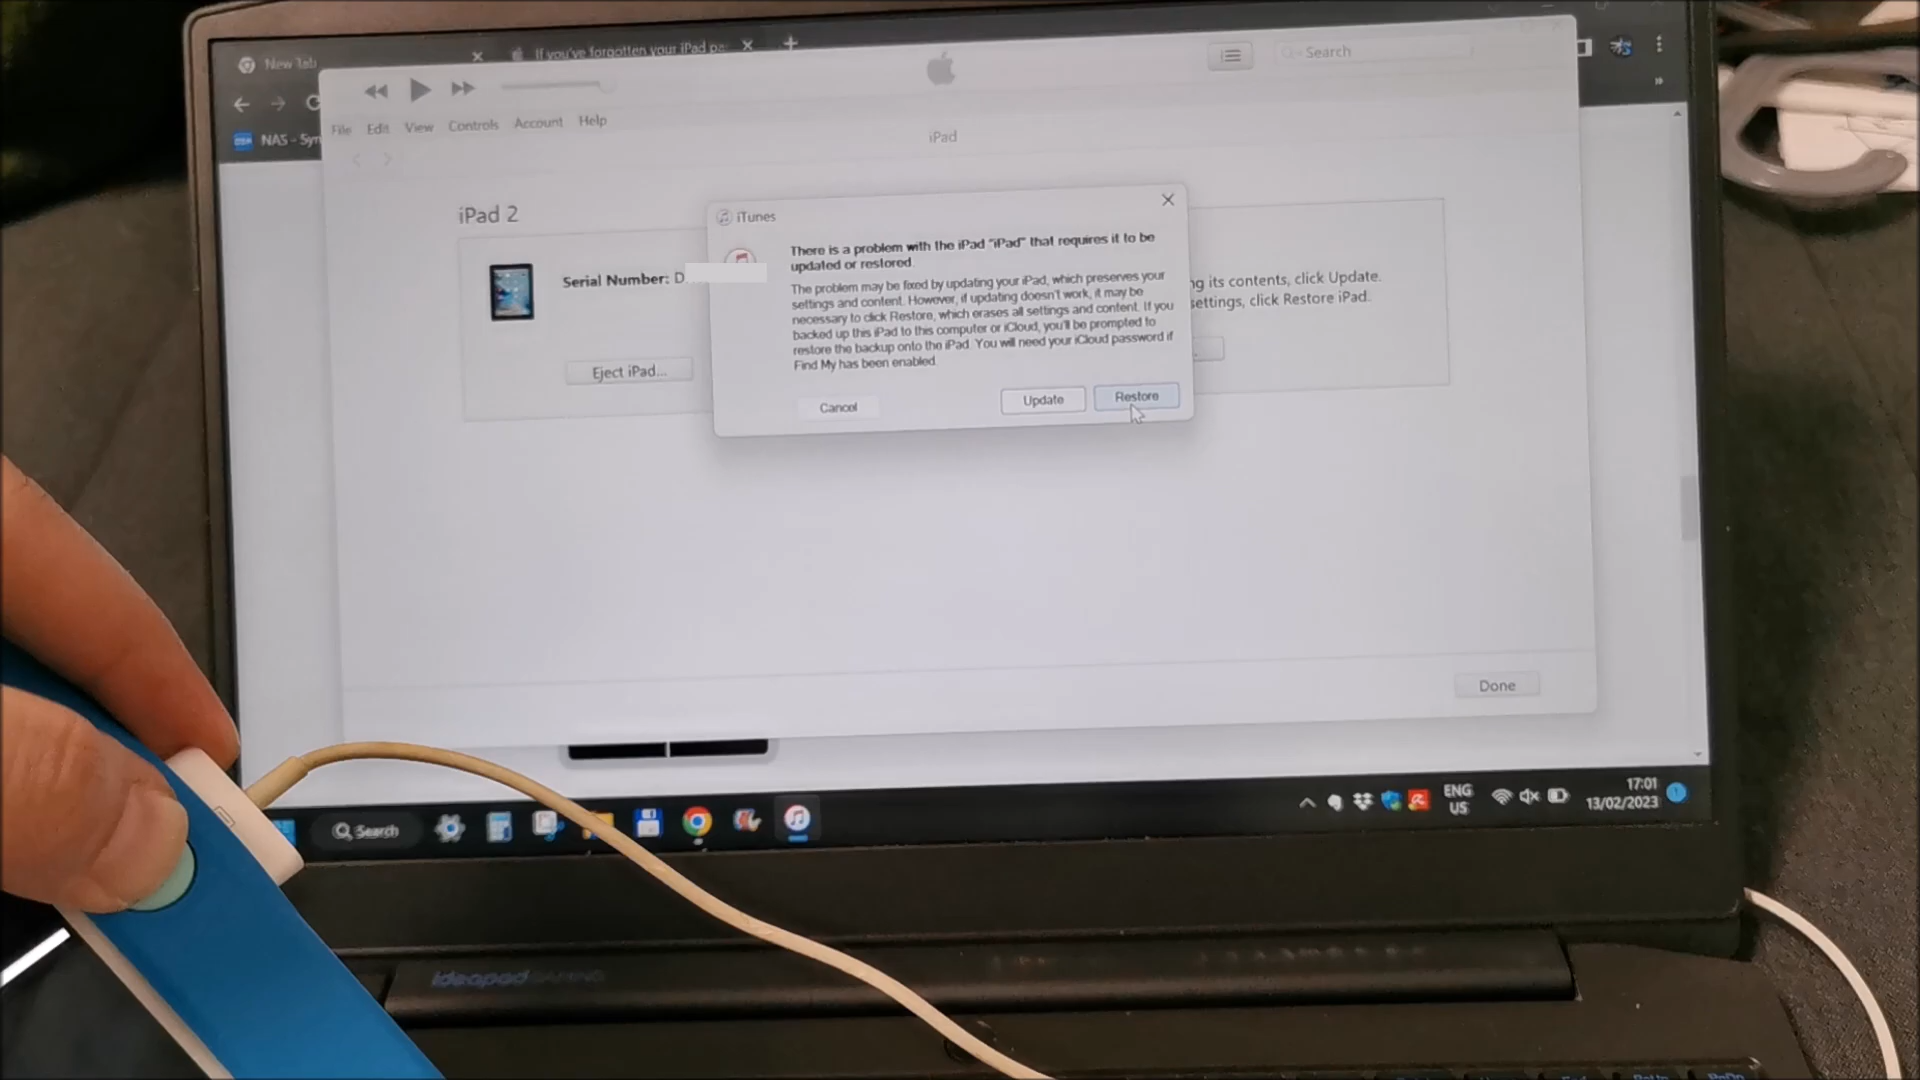 New Tab
If you've forgotten your iPad pa
Search
NAS - Syn
File Edit View Controls Account Help
iPad
iPad 2
Serial Number: D
Eject iPad...
iTunes
There is a problem with the iPad "iPad" that requires it to be
updated or restored.
The problem may be fixed by updating your iPad, which preserves your
settings and content. However, if updating doesn't work, it may be
necessary to click Restore, which erases all settings and content. If you
backed up this iPad to this computer or iCloud, you'll be prompted to
restore the backup onto the iPad. You will need your iCloud password if
Find My has been enabled.
Cancel
Update
Restore
its contents, click Update.
settings, click Restore iPad.
Done
Search
ENG
US
17:01
13/02/2023
ideapad GAMING